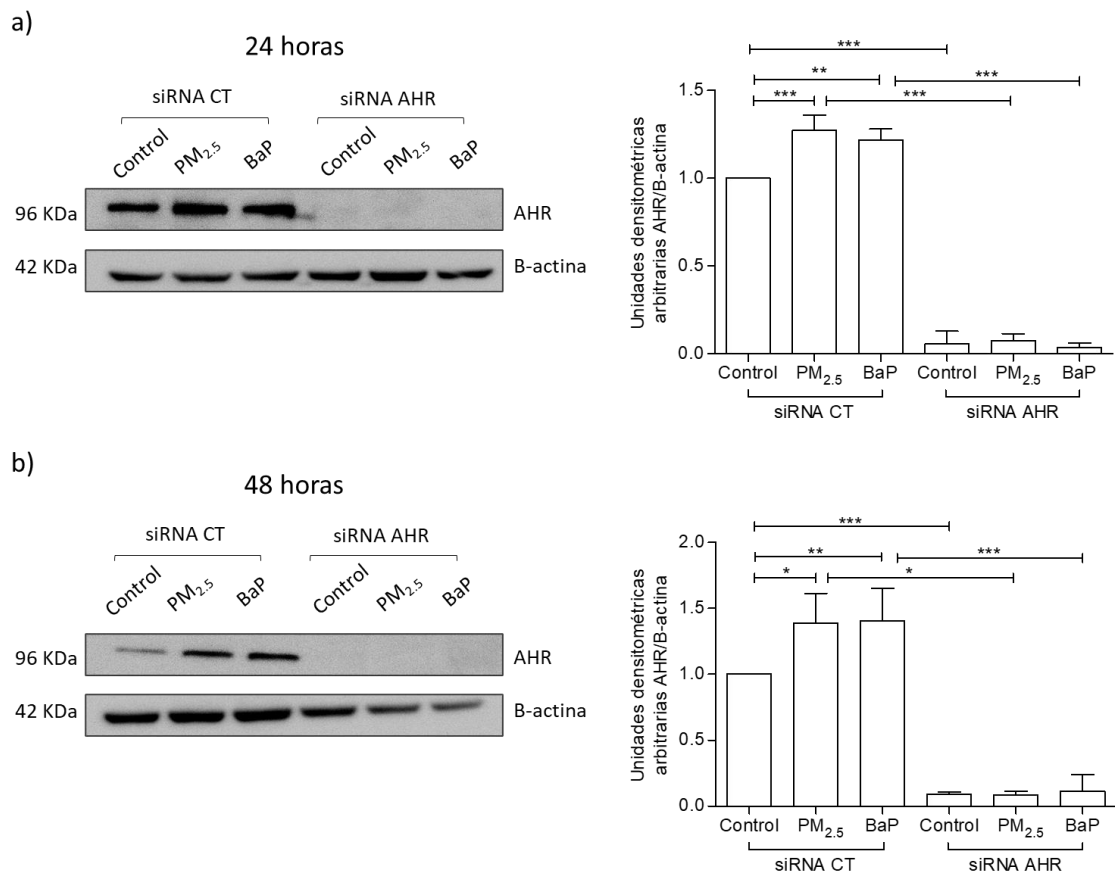 a)
24 horas
siRNA CT
siRNA AHR
Control
PM2.5
BaP
Control
PM2.5
BaP
96 KDa
AHR
42 KDa
B-actina
Unidades densitométricas
arbitrarias AHR/B-actina
***
**
***
***
***
1.5
1.0
0.5
0.0
Control PM2.5 BaP Control PM2.5 BaP
siRNA CT siRNA AHR
b)
48 horas
siRNA CT
siRNA AHR
Control
PM2.5
BaP
Control
PM2.5
BaP
96 KDa
AHR
42 KDa
B-actina
Unidades densitométricas
arbitrarias AHR/B-actina
***
**
***
*
*
2.0
1.5
1.0
0.5
0.0
Control PM2.5 BaP Control PM2.5 BaP
siRNA CT siRNA AHR